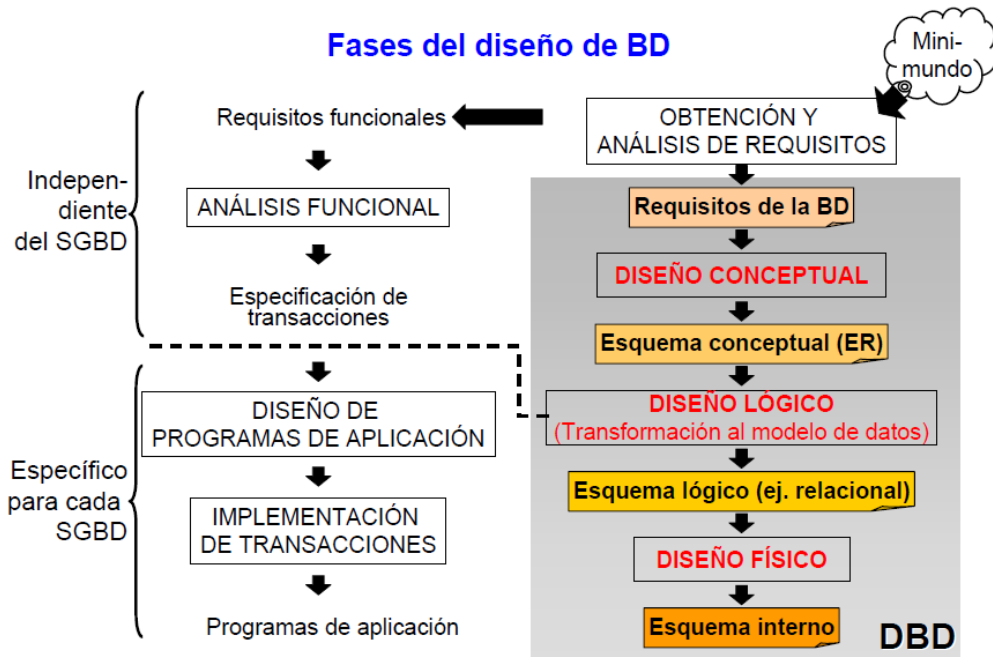 Fases del diseño de BD
Mini-
mundo
Requisitos funcionales
OBTENCIÓN Y
ANÁLISIS DE REQUISITOS
Indepen-
diente
del SGBD
ANÁLISIS FUNCIONAL
Requisitos de la BD
DISEÑO CONCEPTUAL
Especificación de
transacciones
Esquema conceptual (ER)
DISEÑO DE
PROGRAMAS DE APLICACIÓN
DISEÑO LÓGICO
(Transformación al modelo de datos)
Específico
para cada
SGBD
Esquema lógico (ej. relacional)
IMPLEMENTACIÓN
DE TRANSACCIONES
DISEÑO FÍSICO
Programas de aplicación
Esquema interno
DBD